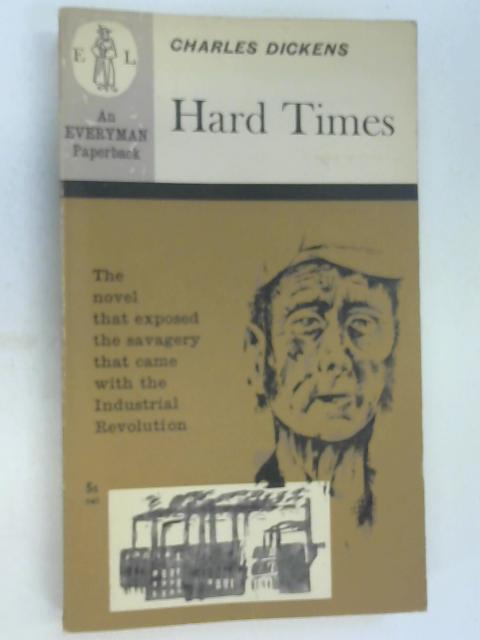 E L
An
EVERYMAN
Paperback
CHARLES DICKENS
Hard Times
The
novel
that exposed
the savagery
that came
with the
Industrial
Revolution